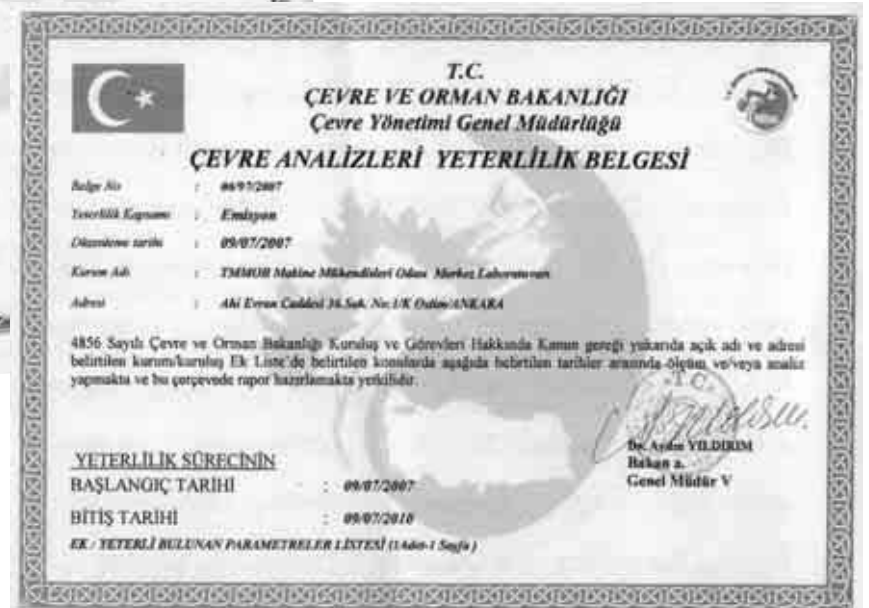 T.C.
ÇEVRE VE ORMAN BAKANLIĞI
Çevre Yönetimi Genel Müdürlüğü
ÇEVRE ANALİZLERİ YETERLİLİK BELGESİ
Belge No :
Yeterlilik Kapsamı : Emisyon
Düzenleme tarihi : 09/07/2007
Kurum Adı : TMMOB Makine Mühendisleri Odası Merkez Laboratuvarı
Adresi : Ahi Evran Caddesi 36.Sok. No:1/K Ostim/ANKARA
4856 Sayılı Çevre ve Orman Bakanlığı Kuruluş ve Görevleri Hakkında Kanun gereği yukarıda açık adı ve adresi
belirtilen kurum/kuruluş Ek Liste'de belirtilen konularda aşağıda belirtilen tarihler arasında ölçüm ve/veya analiz
yapmakta ve bu çerçevede rapor hazırlamakta yetkilidir.
T.C.
YILDIRIM
Bakan a.
Genel Müdür V
YETERLİLİK SÜRECİNİN
BAŞLANGIÇ TARİHİ : 09/07/2007
BİTİŞ TARİHİ : 09/07/2010
EK : YETERLİ BULUNAN PARAMETRELER LİSTESİ (1Adet-1 Sayfa )